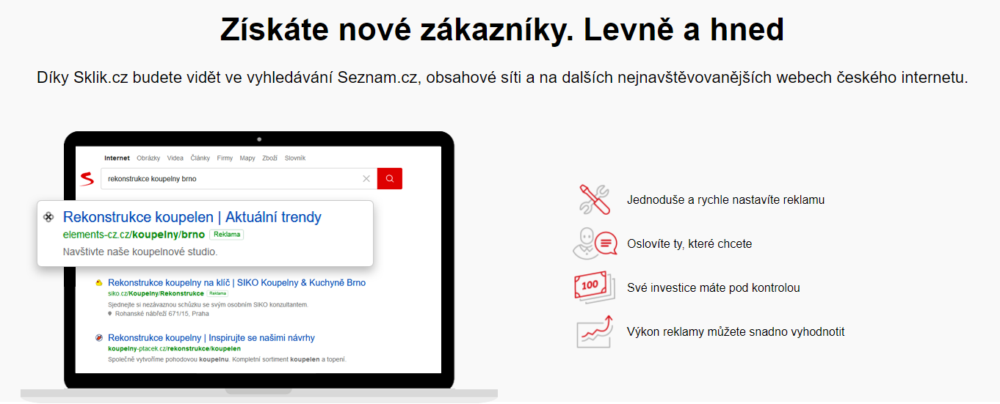 Získáte nové zákazníky. Levně a hned
Díky Sklik.cz budete vidět ve vyhledávání Seznam.cz, obsahové síti a na dalších nejnavštěvovanějších webech českého internetu.
Internet Obrázky Videa Články Firmy Mapy Zboží Slovník
rekonstrukce koupelny brno
Rekonstrukce koupelen | Aktuální trendy
elements-cz.cz/koupelny/brno Reklama
Navštivte naše koupelnové studio.
Rekonstrukce koupelny na klíč | SIKO Koupelny & Kuchyně Brno
siko.cz/Koupelny/Rekonstrukce Reklama
Sjednejte si nezávaznou schůzku se svým osobním SIKO konzultantem.
Rohanské nábřeží 671/15, Praha
Rekonstrukce koupelny | Inspirujte se našimi návrhy
koupelny-ptacek.cz/rekonstrukce/koupelen
Společně vytvoříme pohodovou koupelnu. Kompletní sortiment koupelen a topení.
Jednoduše a rychle nastavíte reklamu
Oslovíte ty, které chcete
100
Své investice máte pod kontrolou
Výkon reklamy můžete snadno vyhodnotit